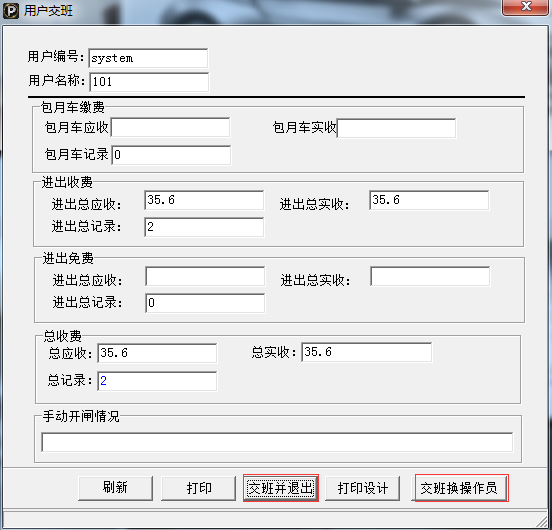 用户交班
用户编号: system
用户名称: 101
包月车缴费
包月车应收 包月车实收
包月车记录 0
进出收费
进出总应收: 35.6 进出总实收: 35.6
进出总记录: 2
进出免费
进出总应收: 进出总实收:
进出总记录: 0
总收费
总应收: 35.6 总实收: 35.6
总记录: 2
手动开闸情况
刷新 打印 交班并退出 打印设计 交班换操作员